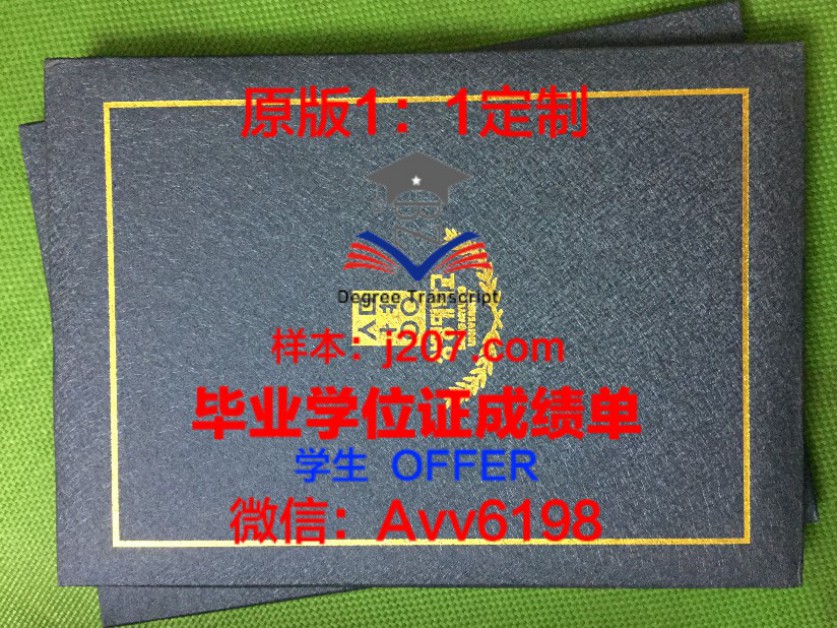 原版1：1定制
Degree Transcript
样本：j207.com
毕业学位证成绩单
学生 OFFER
微信：Avv6198